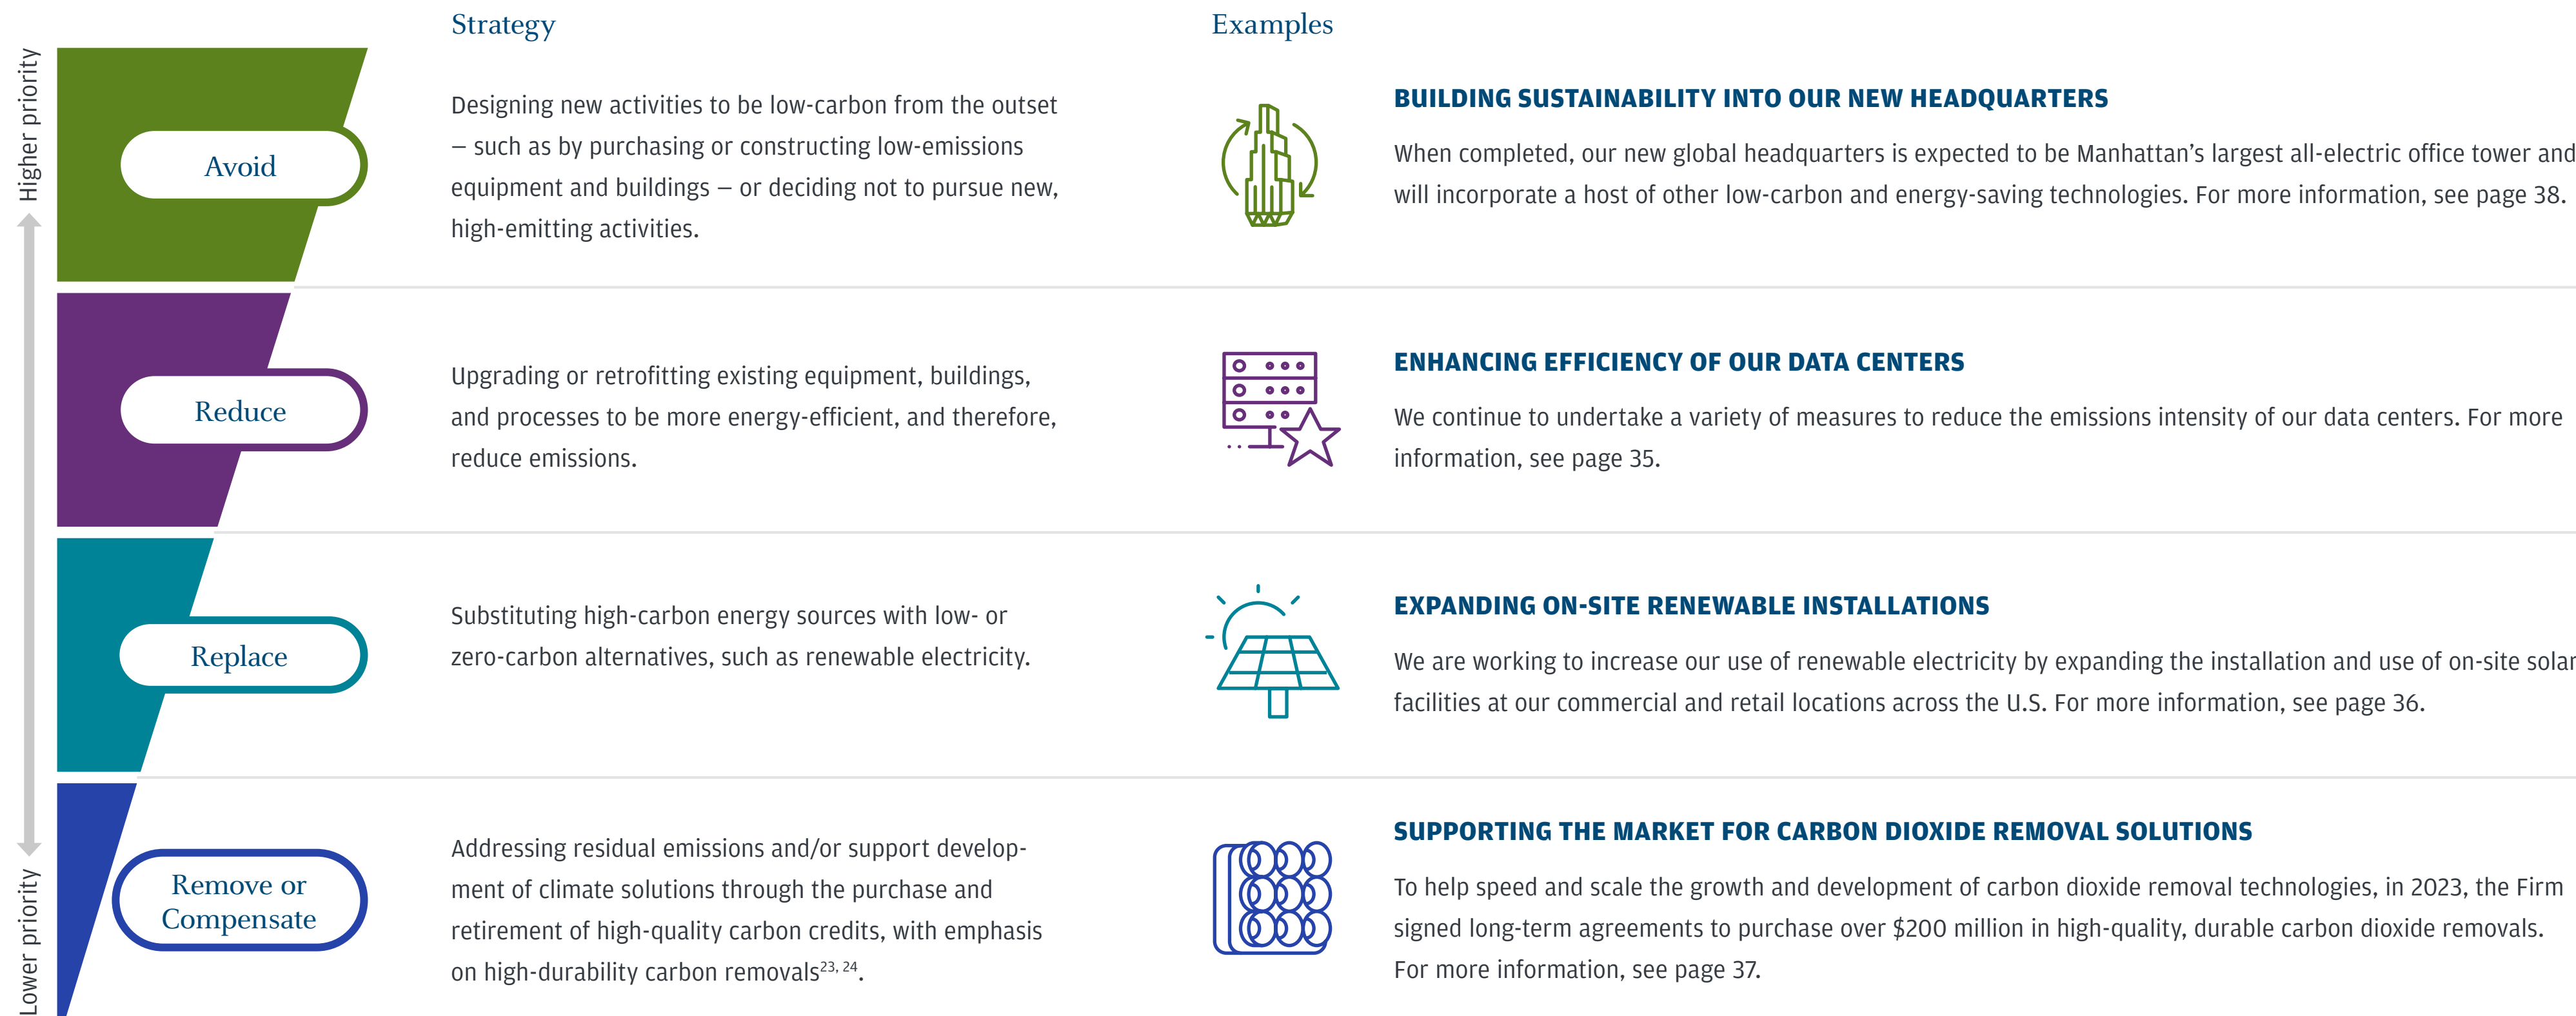 Strategy
Examples
Higher priority
Avoid
Designing new activities to be low-carbon from the outset
– such as by purchasing or constructing low-emissions
equipment and buildings – or deciding not to pursue new,
high-emitting activities.
BUILDING SUSTAINABILITY INTO OUR NEW HEADQUARTERS
When completed, our new global headquarters is expected to be Manhattan’s largest all-electric office tower and
will incorporate a host of other low-carbon and energy-saving technologies. For more information, see page 38.
Reduce
Upgrading or retrofitting existing equipment, buildings,
and processes to be more energy-efficient, and therefore,
reduce emissions.
ENHANCING EFFICIENCY OF OUR DATA CENTERS
We continue to undertake a variety of measures to reduce the emissions intensity of our data centers. For more
information, see page 35.
Replace
Substituting high-carbon energy sources with low- or
zero-carbon alternatives, such as renewable electricity.
EXPANDING ON-SITE RENEWABLE INSTALLATIONS
We are working to increase our use of renewable electricity by expanding the installation and use of on-site solar
facilities at our commercial and retail locations across the U.S. For more information, see page 36.
Lower priority
Remove or
Compensate
Addressing residual emissions and/or support develop-
ment of climate solutions through the purchase and
retirement of high-quality carbon credits, with emphasis
on high-durability carbon removals23, 24.
SUPPORTING THE MARKET FOR CARBON DIOXIDE REMOVAL SOLUTIONS
To help speed and scale the growth and development of carbon dioxide removal technologies, in 2023, the Firm
signed long-term agreements to purchase over $200 million in high-quality, durable carbon dioxide removals.
For more information, see page 37.